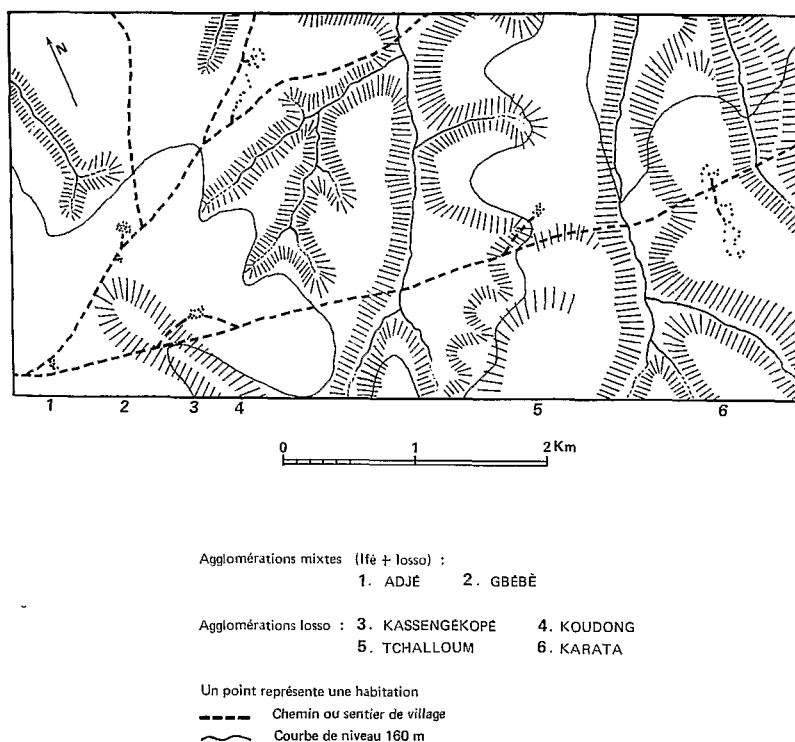 N
1 2 3 4 5 6
0 1 2 Km
Agglomérations mixtes (Ifè + losso) :
1. ADJÉ 2. GBÉBÈ
Agglomérations losso : 3. KASSENGÉKOPÉ 4. KOUDONG
5. TCHALLOUM 6. KARATA
Un point représente une habitation
Chemin ou sentier de village
Courbe de niveau 160 m